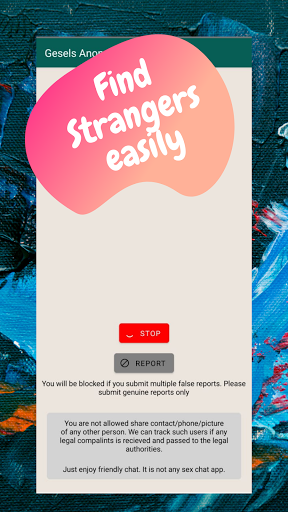 Gesels Anon
Find
Strangers
easily
STOP
REPORT
You will be blocked if you submit multiple false reports. Please
submit genuine reports only
You are not allowed share contact/phone/picture
of any other person. We can track such users if any
legal compalints is recieved and passed to the legal
authorities.
Just enjoy friendly chat. It is not any sex chat app.